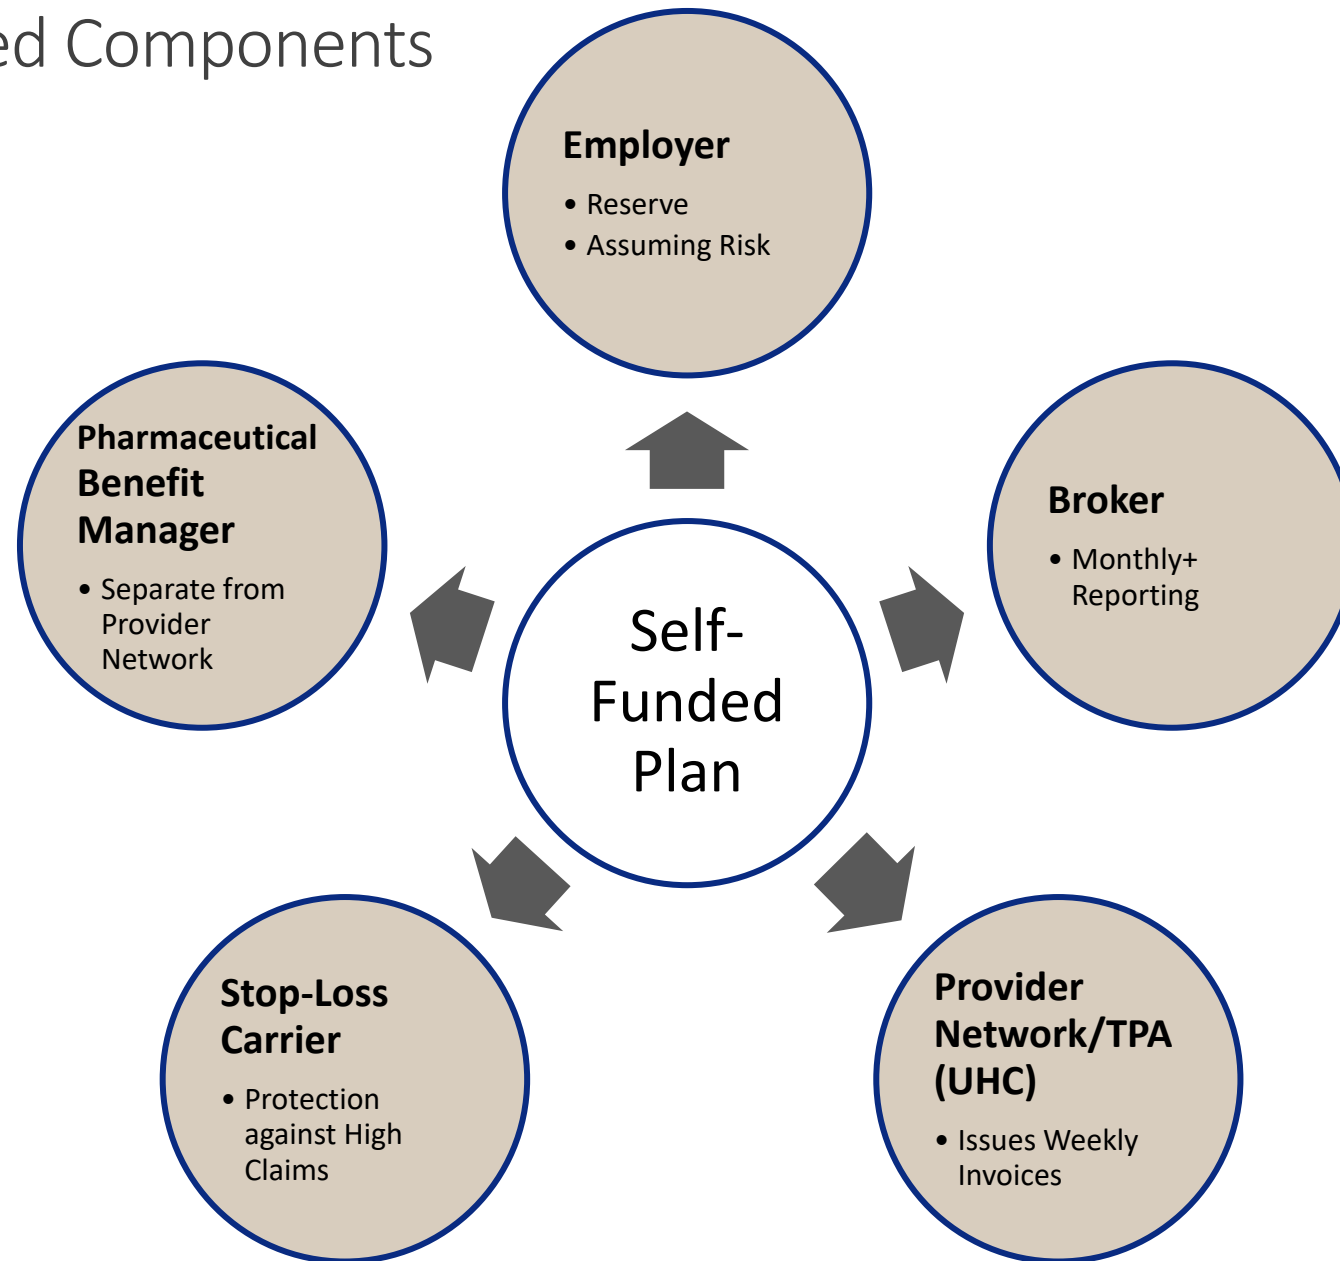 ed Components
Employer
• Reserve
• Assuming Risk
Pharmaceutical
Benefit
Manager
• Separate from
Provider
Network
Broker
• Monthly+
Reporting
Self-
Funded
Plan
Stop-Loss
Carrier
• Protection
against High
Claims
Provider
Network/TPA
(UHC)
• Issues Weekly
Invoices